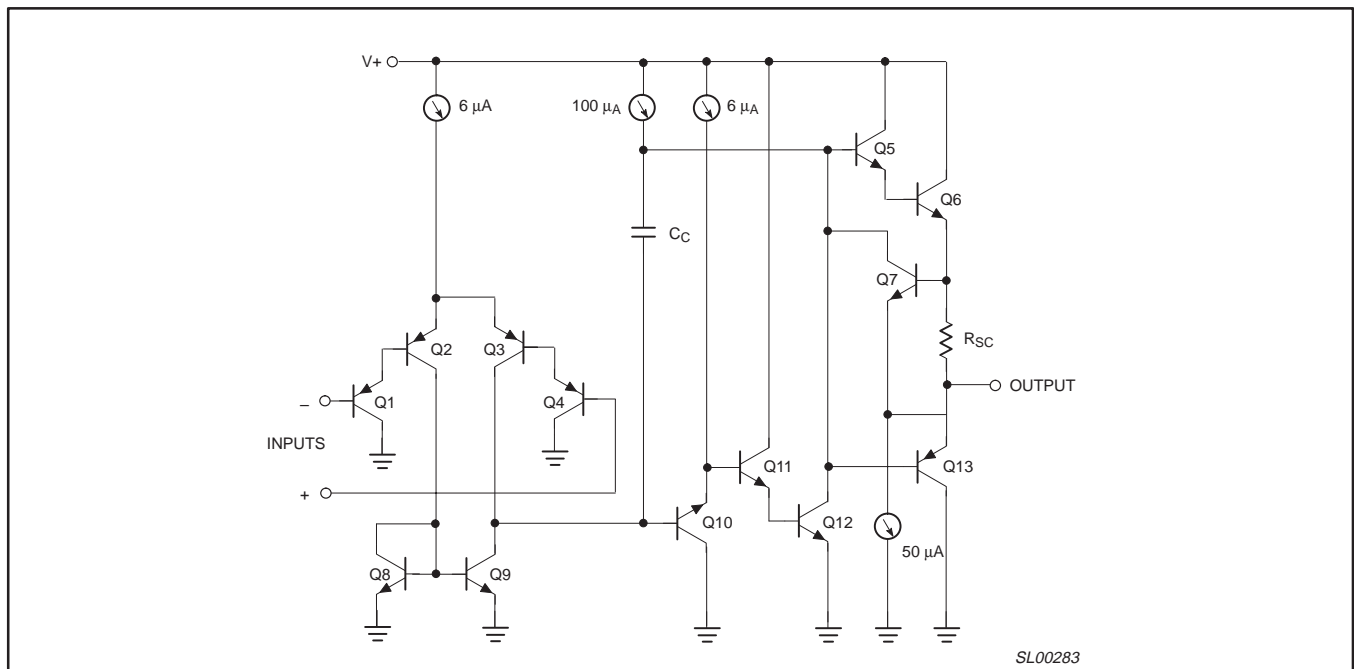 V+
6 μA
100 μA
6 μA
Q5
Q6
CC
Q7
RSC
Q2
Q3
Q1
Q4
OUTPUT
–
INPUTS
+
Q11
Q13
Q10
Q12
50 μA
Q8
Q9
SL00283